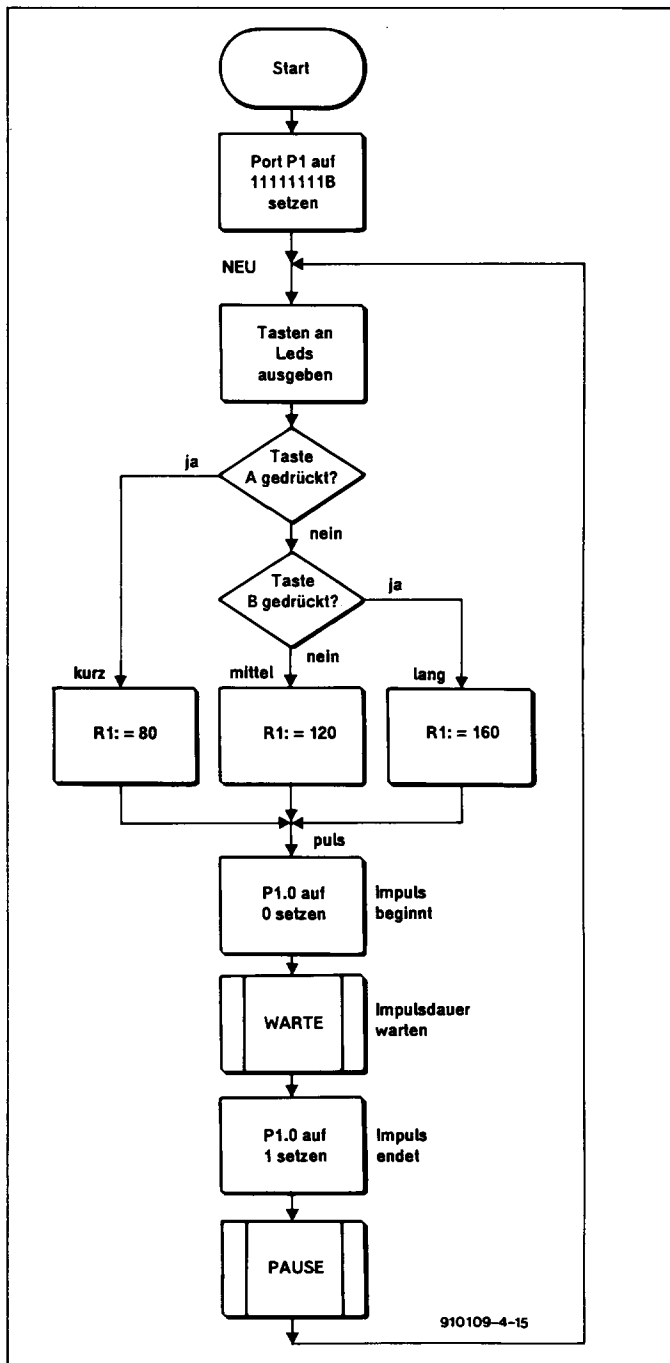 Start
Port P1 auf
11111111B
setzen
NEU
Tasten an
Leds
ausgeben
Taste
A gedrückt?
ja
nein
Taste
B gedrückt?
ja
nein
kurz
mittel
lang
R1: = 80
R1: = 120
R1: = 160
puls
P1.0 auf
0 setzen
Impuls
beginnt
WARTE
Impulsdauer
warten
P1.0 auf
1 setzen
Impuls
endet
PAUSE
910109-4-15